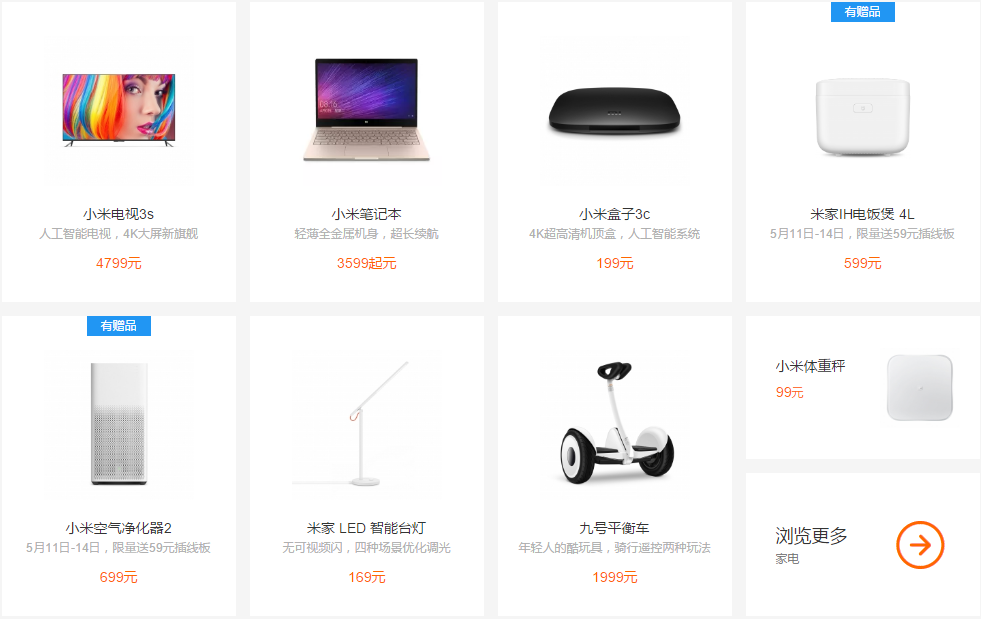 小米电视3s
人工智能电视，4K大屏新旗舰
4799元
小米笔记本
轻薄全金属机身，超长续航
3599起元
小米盒子3c
4K超高清机顶盒，人工智能系统
199元
有赠品
米家IH电饭煲 4L
5月11日-14日，限量送59元插线板
599元
有赠品
小米空气净化器2
5月11日-14日，限量送59元插线板
699元
米家 LED 智能台灯
无可视频闪，四种场景优化调光
169元
九号平衡车
年轻人的酷玩具，骑行遥控两种玩法
1999元
小米体重秤
99元
浏览更多
家电